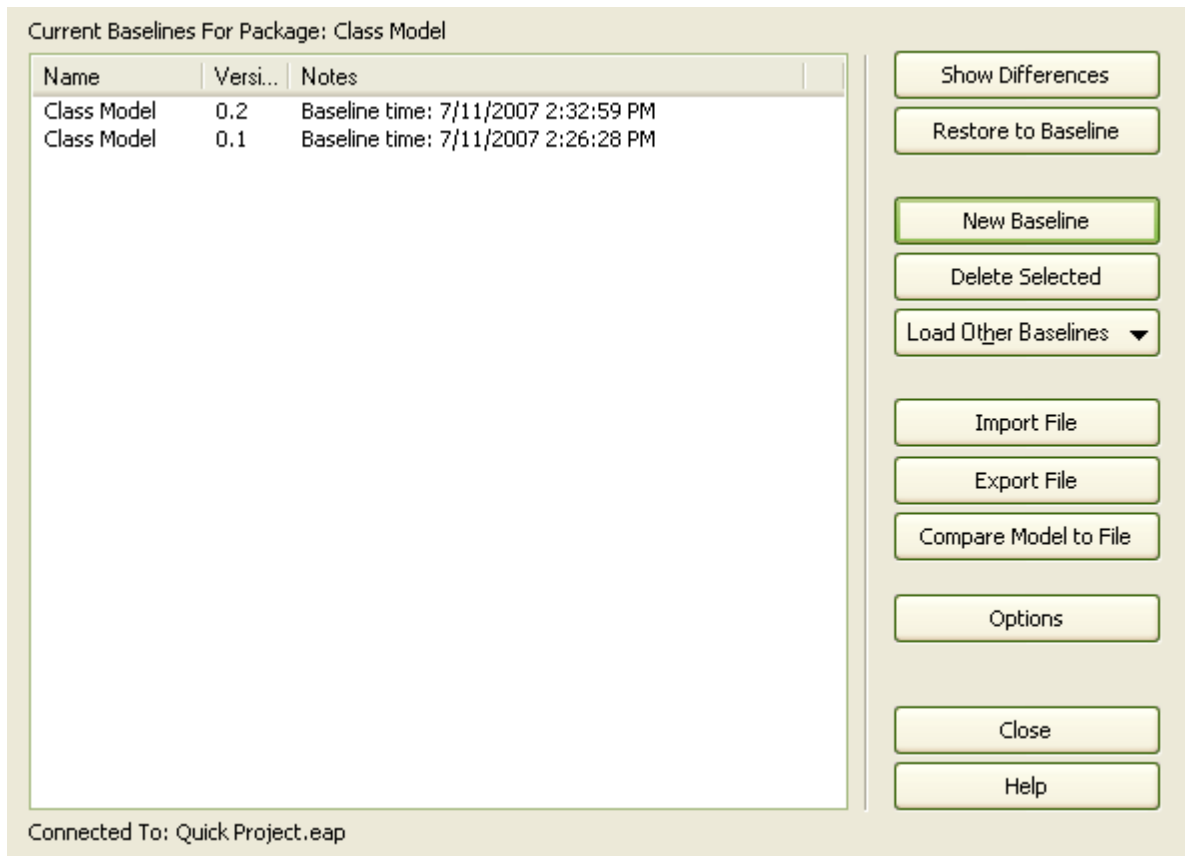 Current Baselines For Package: Class Model
Name Versi... Notes
Class Model 0.2 Baseline time: 7/11/2007 2:32:59 PM
Class Model 0.1 Baseline time: 7/11/2007 2:26:28 PM
Show Differences
Restore to Baseline
New Baseline
Delete Selected
Load Other Baselines
Import File
Export File
Compare Model to File
Options
Close
Help
Connected To: Quick Project.eap